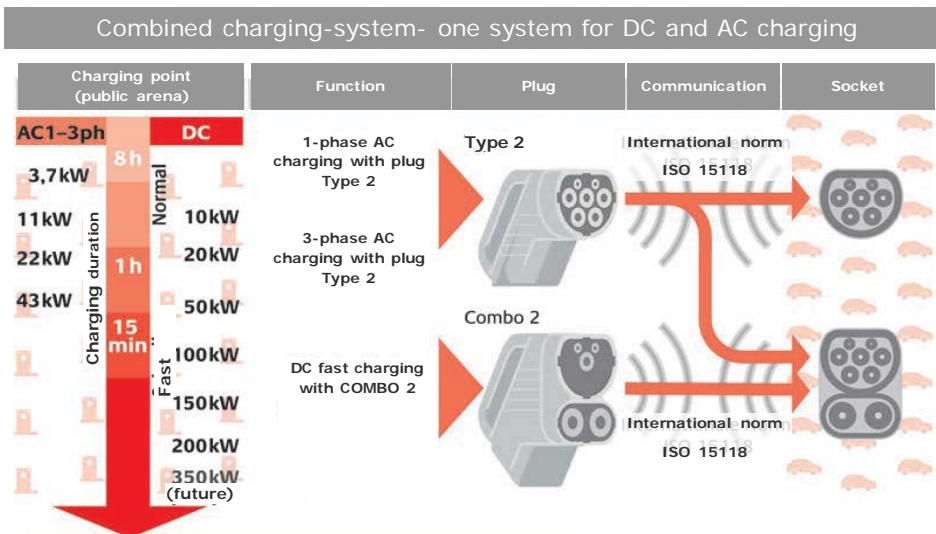 Combined charging-system- one system for DC and AC charging
Charging point
(public arena)
Function
Plug
Communication
Socket
AC1–3ph
DC
8h
3,7kW
11kW
22kW
43kW
Charging duration
1h
15
min
Normal
Fast
10kW
20kW
50kW
100kW
150kW
200kW
350kW
(future)
1-phase AC
charging with plug
Type 2
3-phase AC
charging with plug
Type 2
DC fast charging
with COMBO 2
Type 2
Combo 2
International norm
ISO 15118
International norm
ISO 15118